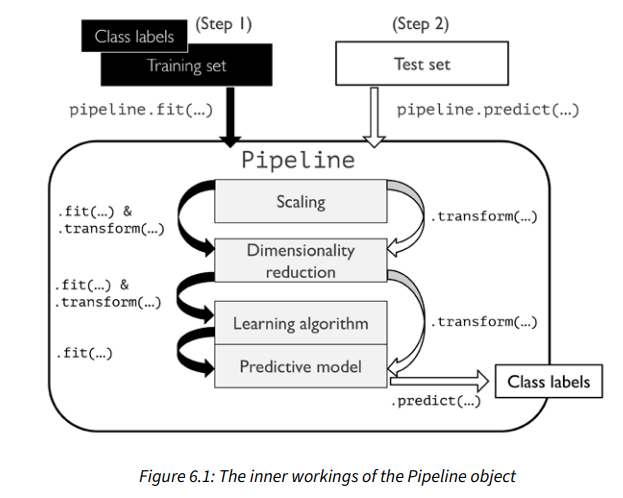 (Step 1)
Class labels
Training set
(Step 2)
Test set
pipeline.fit(…)
pipeline.predict(…)
Pipeline
Scaling
.fit(…) &
.transform(…)
.transform(…)
Dimensionality
reduction
.fit(…) &
.transform(…)
Learning algorithm
.transform(…)
.fit(…)
Predictive model
Class labels
.predict(…)
Figure 6.1: The inner workings of the Pipeline object